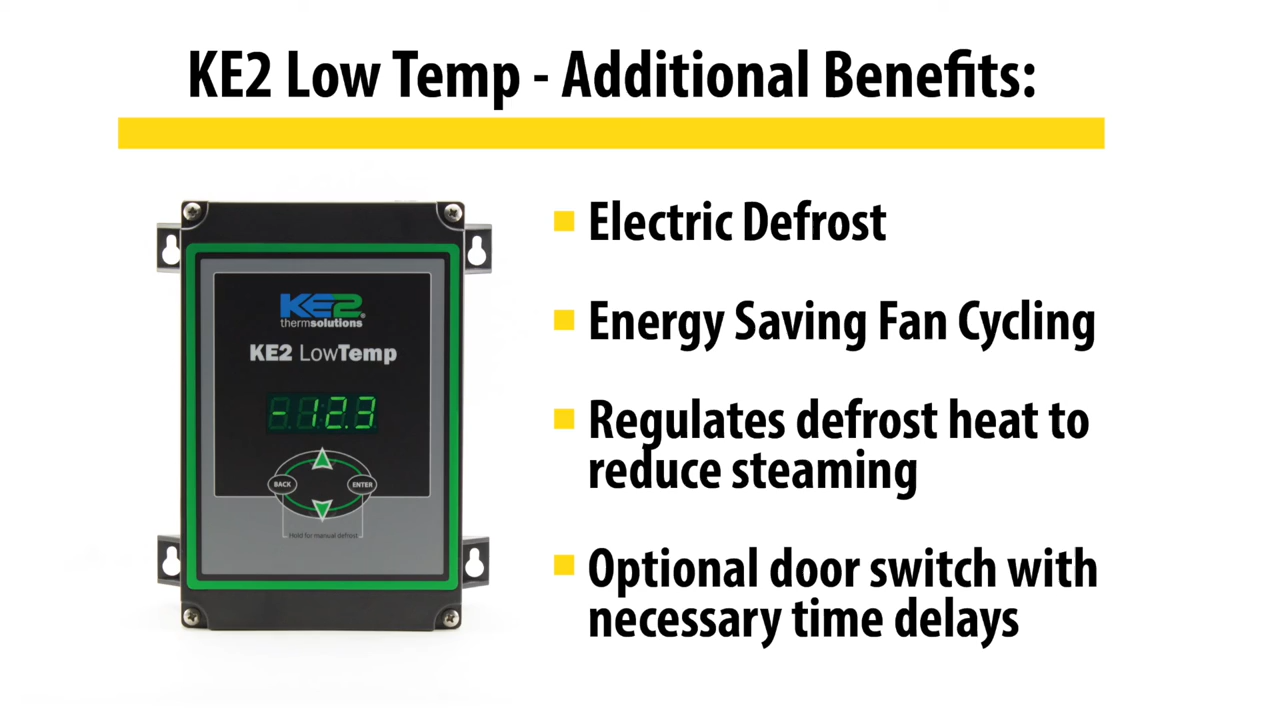 KE2 Low Temp - Additional Benefits:
Electric Defrost
Energy Saving Fan Cycling
Regulates defrost heat to
reduce steaming
Optional door switch with
necessary time delays
KE2®
thermsolutions
KE2 LowTemp
-12.3
BACK
ENTER
Hold for manual defrost